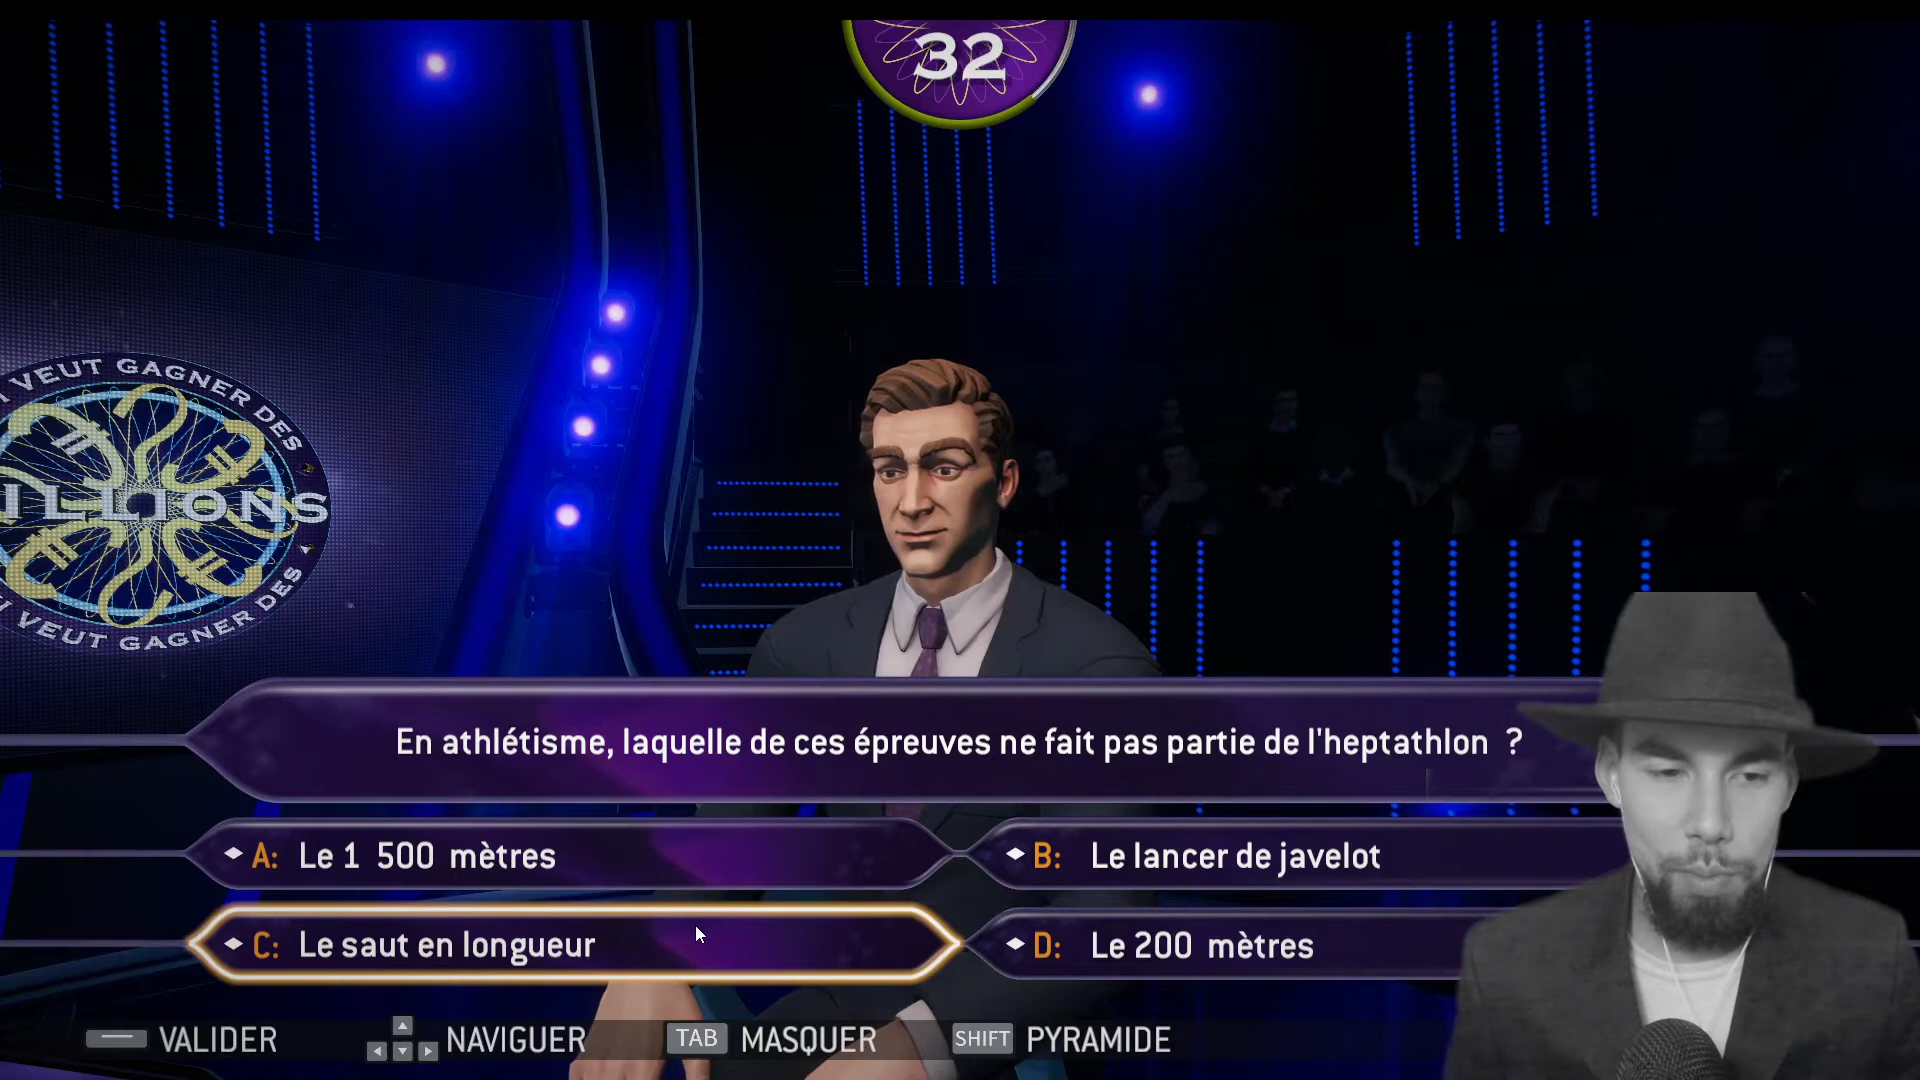 32
VEUT GAGNER DES
ILLIONS
VEUT GAGNER DES
En athlétisme, laquelle de ces épreuves ne fait pas partie de l'heptathlon ?
A: Le 1 500 mètres
B: Le lancer de javelot
C: Le saut en longueur
D: Le 200 mètres
VALIDER
NAVIGUER
TAB MASQUER
SHIFT PYRAMIDE